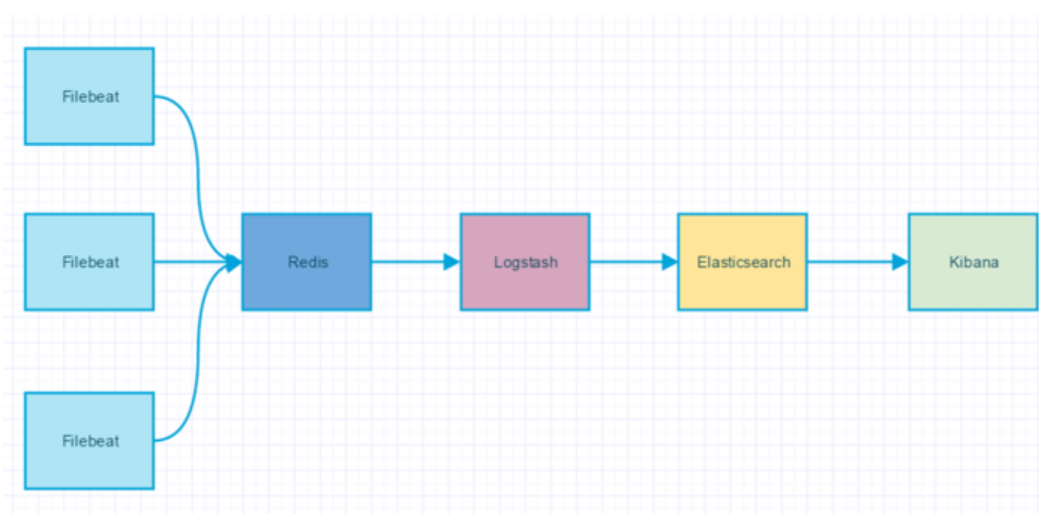 Filebeat
Filebeat
Redis
Logstash
Elasticsearch
Kibana
Filebeat